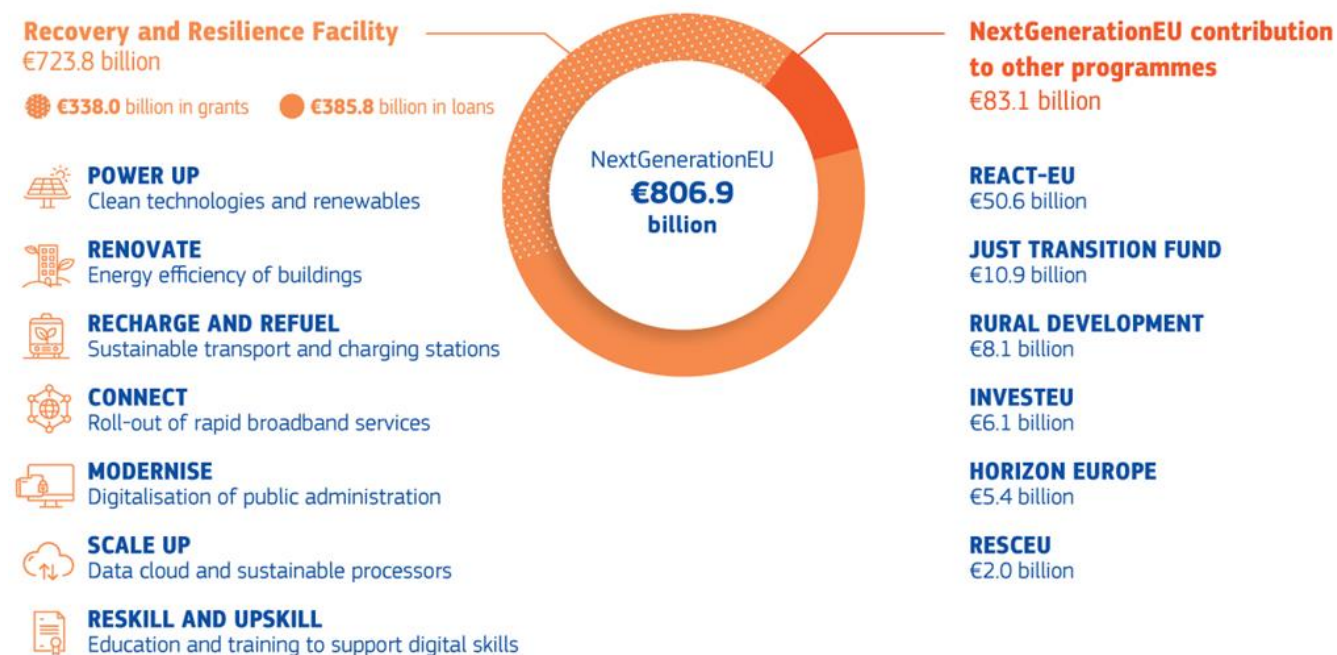 Recovery and Resilience Facility
€723.8 billion
€338.0 billion in grants
€385.8 billion in loans
POWER UP
Clean technologies and renewables
RENOVATE
Energy efficiency of buildings
RECHARGE AND REFUEL
Sustainable transport and charging stations
CONNECT
Roll-out of rapid broadband services
MODERNISE
Digitalisation of public administration
SCALE UP
Data cloud and sustainable processors
RESKILL AND UPSKILL
Education and training to support digital skills
NextGenerationEU
€806.9
billion
NextGenerationEU contribution
to other programmes
€83.1 billion
REACT-EU
€50.6 billion
JUST TRANSITION FUND
€10.9 billion
RURAL DEVELOPMENT
€8.1 billion
INVESTEU
€6.1 billion
HORIZON EUROPE
€5.4 billion
RESCEU
€2.0 billion